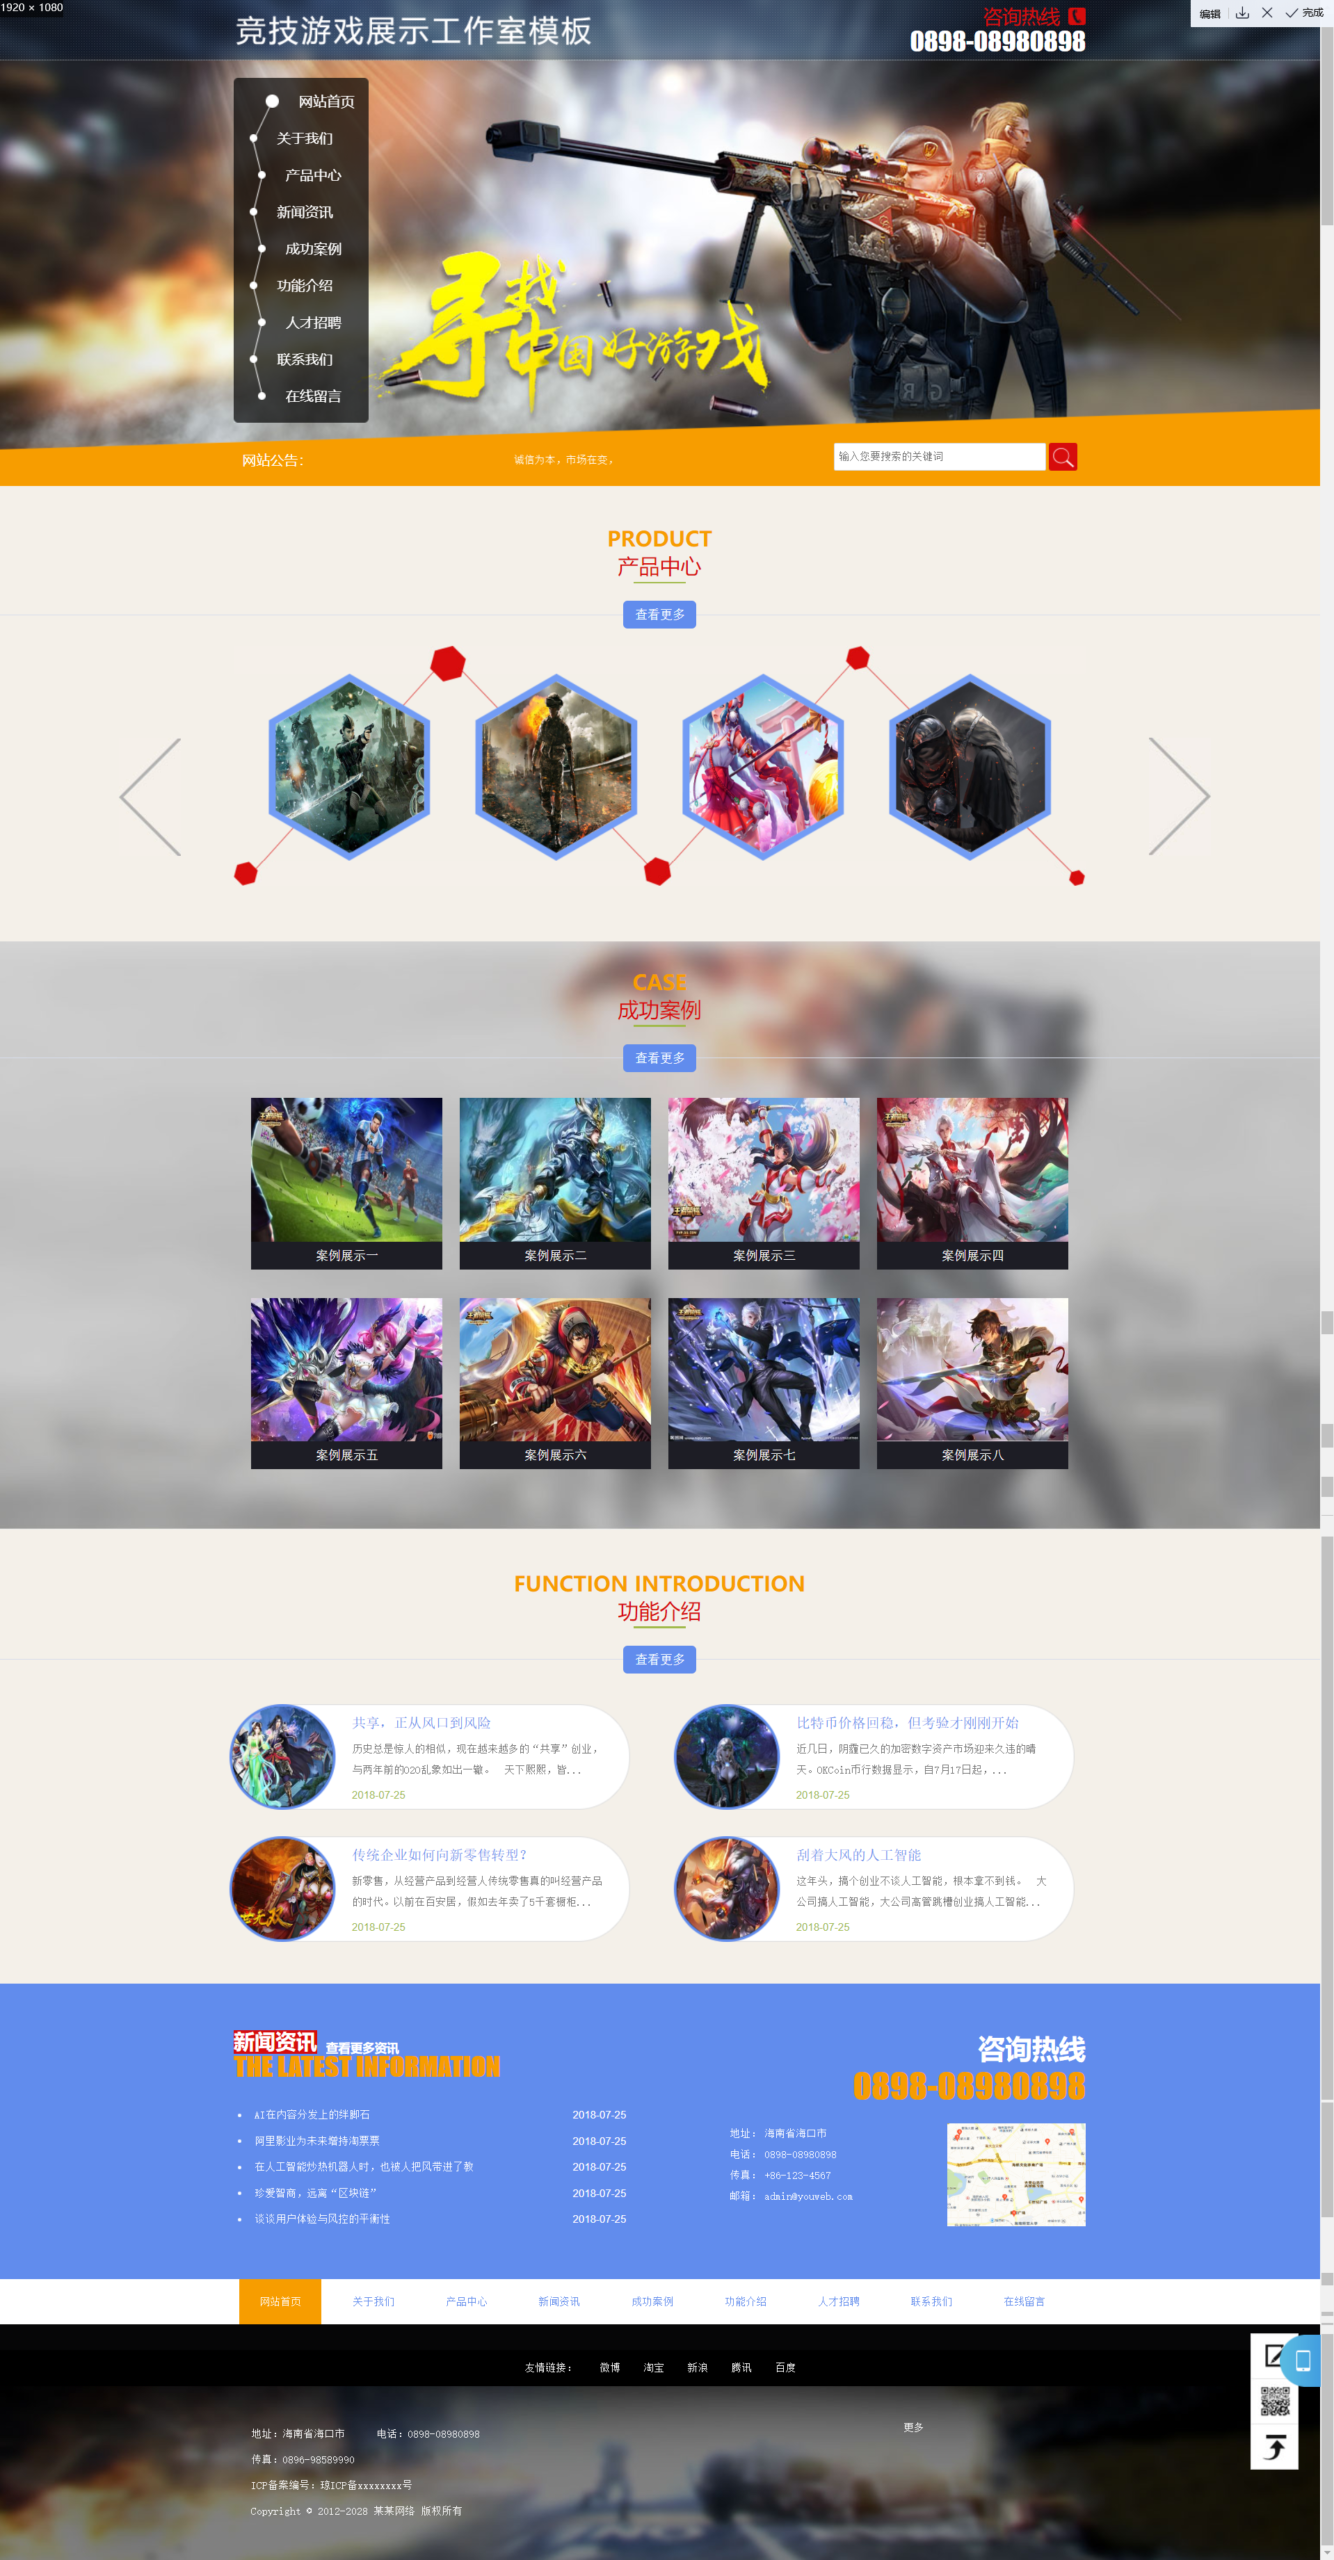 1920 × 1080
编辑
完成
竞技游戏展示工作室模板
咨询热线
0898-08980898
网站首页
关于我们
产品中心
新闻资讯
成功案例
功能介绍
人才招聘
联系我们
在线留言
寻找
中国好游戏
网站公告：
诚信为本，市场在变，
输入您要搜索的关键词
PRODUCT
产品中心
查看更多
CASE
成功案例
查看更多
案例展示一
案例展示二
案例展示三
案例展示四
案例展示五
案例展示六
案例展示七
案例展示八
FUNCTION INTRODUCTION
功能介绍
查看更多
共享，正从风口到风险
历史总是惊人的相似，现在越来越多的“共享”创业，
与两年前的O2O乱象如出一辙。 天下熙熙，皆...
2018-07-25
比特币价格回稳，但考验才刚刚开始
近几日，阴霾已久的加密数字资产市场迎来久违的晴
天。OKCoin币行数据显示，自7月17日起，...
2018-07-25
传统企业如何向新零售转型？
新零售，从经营产品到经营人传统零售真的叫经营产品
的时代。以前在百安居，假如去年卖了5千套橱柜...
2018-07-25
刮着大风的人工智能
这年头，搞个创业不谈人工智能，根本拿不到钱。 大
公司搞人工智能，大公司高管跳槽创业搞人工智能...
2018-07-25
新闻资讯 查看更多资讯
THE LATEST INFORMATION
AI在内容分发上的绊脚石 2018-07-25
阿里影业为未来增持淘票票 2018-07-25
在人工智能炒热机器人时，也被人把风带进了教 2018-07-25
珍爱智商，远离“区块链” 2018-07-25
谈谈用户体验与风控的平衡性 2018-07-25
咨询热线
0898-08980898
地址： 海南省海口市
电话： 0898-08980898
传真： +86-123-4567
邮箱： admin@youweb.com
网站首页 关于我们 产品中心 新闻资讯 成功案例 功能介绍 人才招聘 联系我们 在线留言
友情链接： 微博 淘宝 新浪 腾讯 百度
地址：海南省海口市 电话：0898-08980898
传真：0896-98589990
ICP备案编号：琼ICP备xxxxxxxx号
Copyright © 2012-2028 某某网络 版权所有
更多